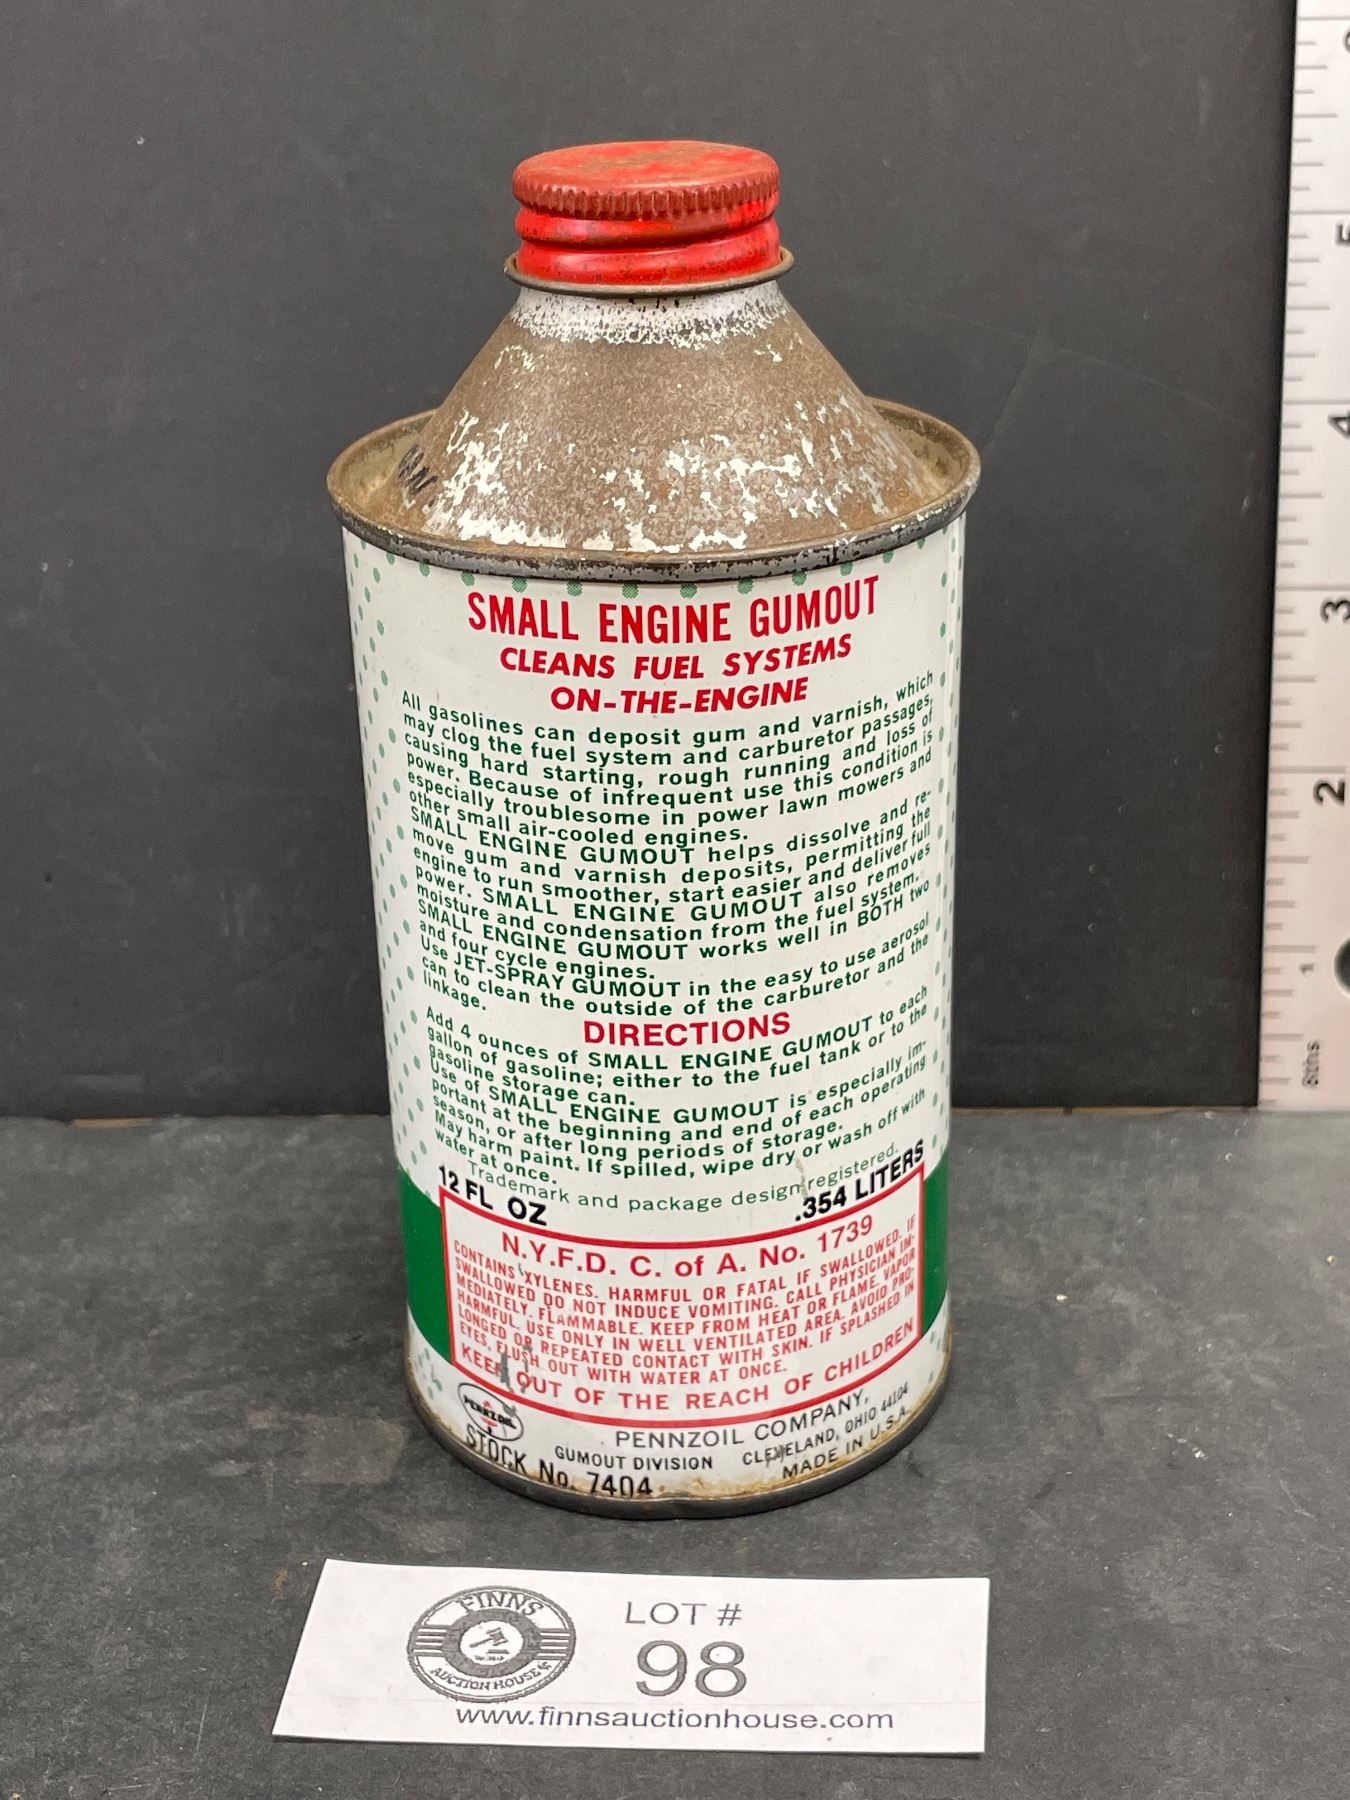 SMALL ENGINE GUMOUT
CLEANS FUEL SYSTEMS
ON-THE-ENGINE
All gasolines can deposit gum and varnish, which
may clog the fuel system and carburetor passages,
causing hard starting, rough running and loss of
power. Because of infrequent use this condition is
especially troublesome in power lawn mowers and
other small air-cooled engines.
SMALL ENGINE GUMOUT helps dissolve and re-
move gum and varnish deposits, permitting the
engine to run smoother, start easier and deliver full
power. SMALL ENGINE GUMOUT also removes
moisture and condensation from the fuel system.
SMALL ENGINE GUMOUT works well in BOTH two
and four cycle engines.
Use JET-SPRAY GUMOUT in the easy to use aerosol
can to clean the outside of the carburetor and the
linkage.
DIRECTIONS
Add 4 ounces of SMALL ENGINE GUMOUT to each
gallon of gasoline; either to the fuel tank or to the
gasoline storage can.
Use of SMALL ENGINE GUMOUT is especially im-
portant at the beginning and end of each operating
season, or after long periods of storage.
May harm paint. If spilled, wipe dry or wash off with
water at once.
Trademark and package design registered.
12 FL OZ .354 LITERS
N.Y.F.D. C. of A. No. 1739
CONTAINS XYLENES. HARMFUL OR FATAL IF SWALLOWED. IF
SWALLOWED DO NOT INDUCE VOMITING. CALL PHYSICIAN IM-
MEDIATELY. FLAMMABLE. KEEP FROM HEAT OR FLAME. VAPOR
HARMFUL. USE ONLY IN WELL VENTILATED AREA. AVOID PRO-
LONGED OR REPEATED CONTACT WITH SKIN. IF SPLASHED IN
EYES, FLUSH OUT WITH WATER AT ONCE.
KEEP OUT OF THE REACH OF CHILDREN
PENNZOIL
PENNZOIL COMPANY,
GUMOUT DIVISION CLEVELAND, OHIO 44104
STOCK No. 7404 MADE IN U.S.A.
5
4
3
2
1
8ths
FINNS
AUCTION HOUSE
LOT #
98
www.finnsauctionhouse.com